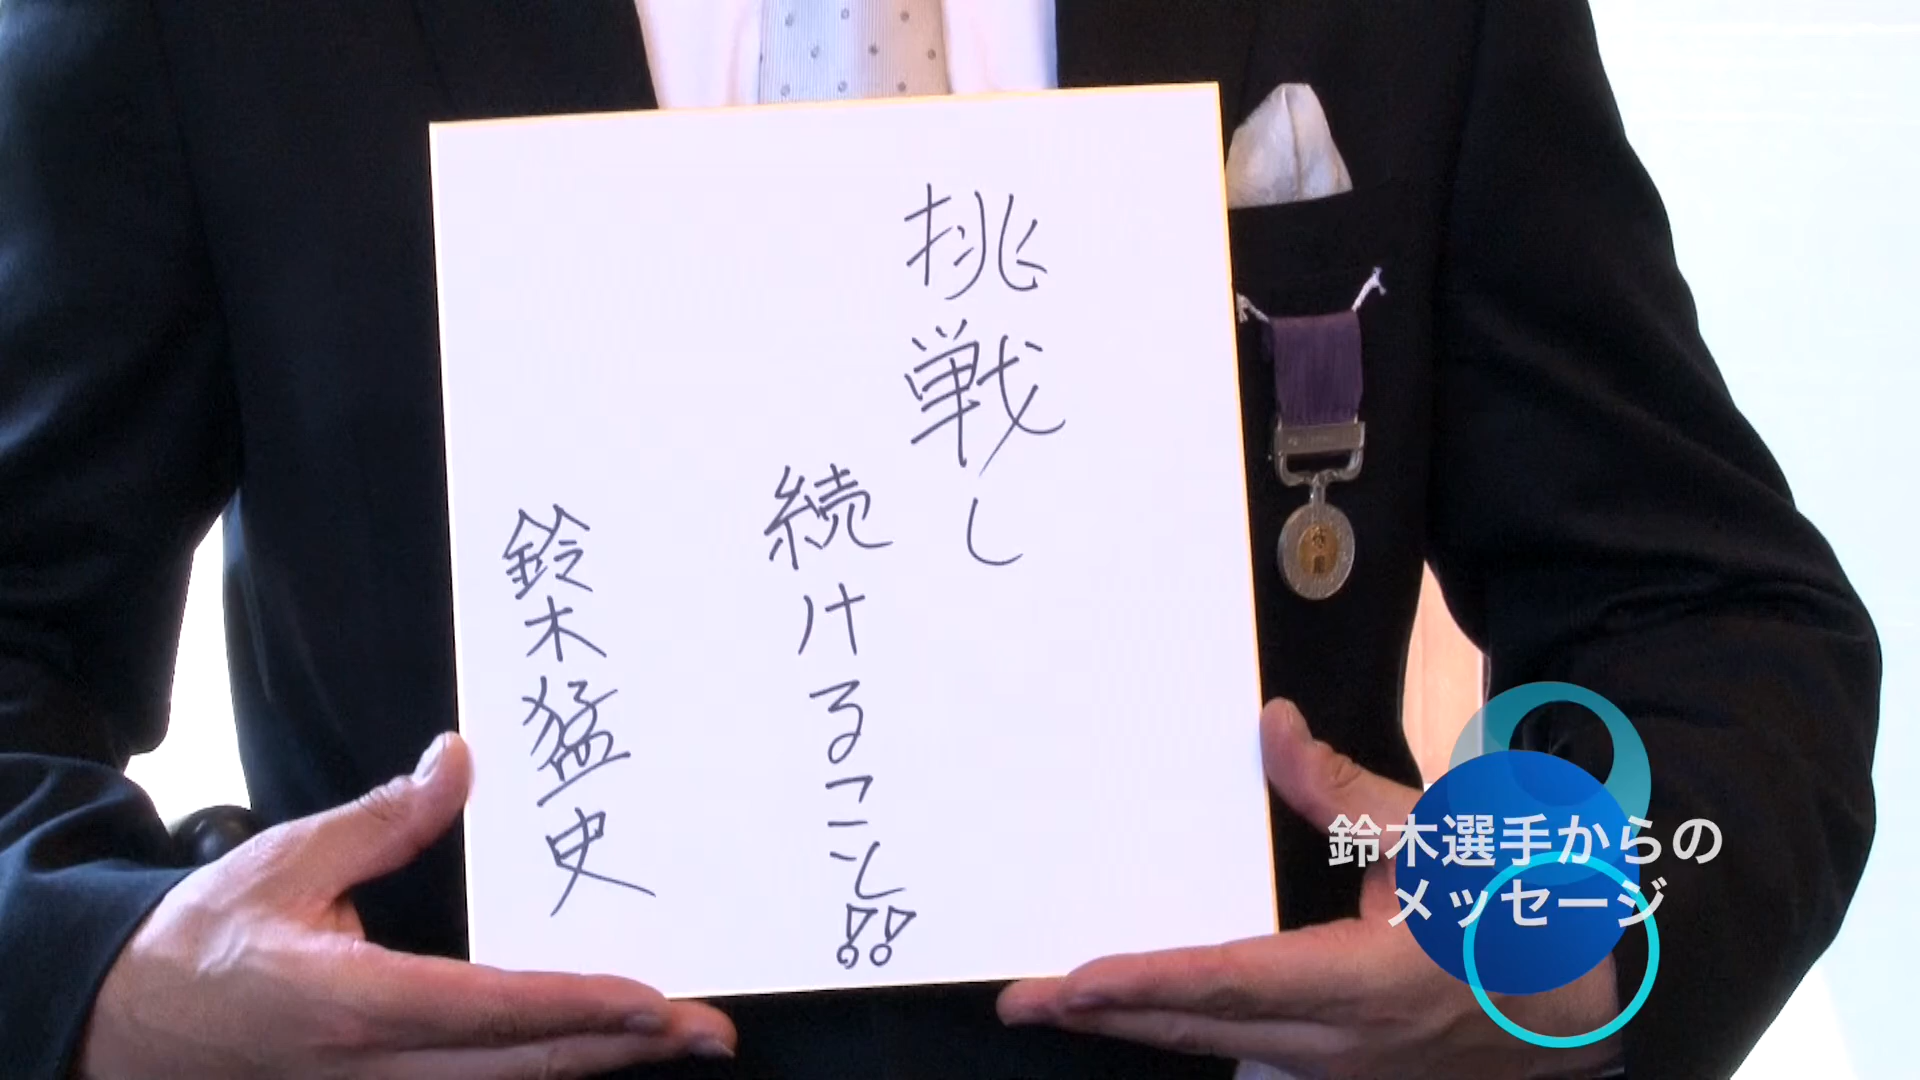 挑戦し
続けること!!
鈴木猛史
鈴木選手からの
メッセージ